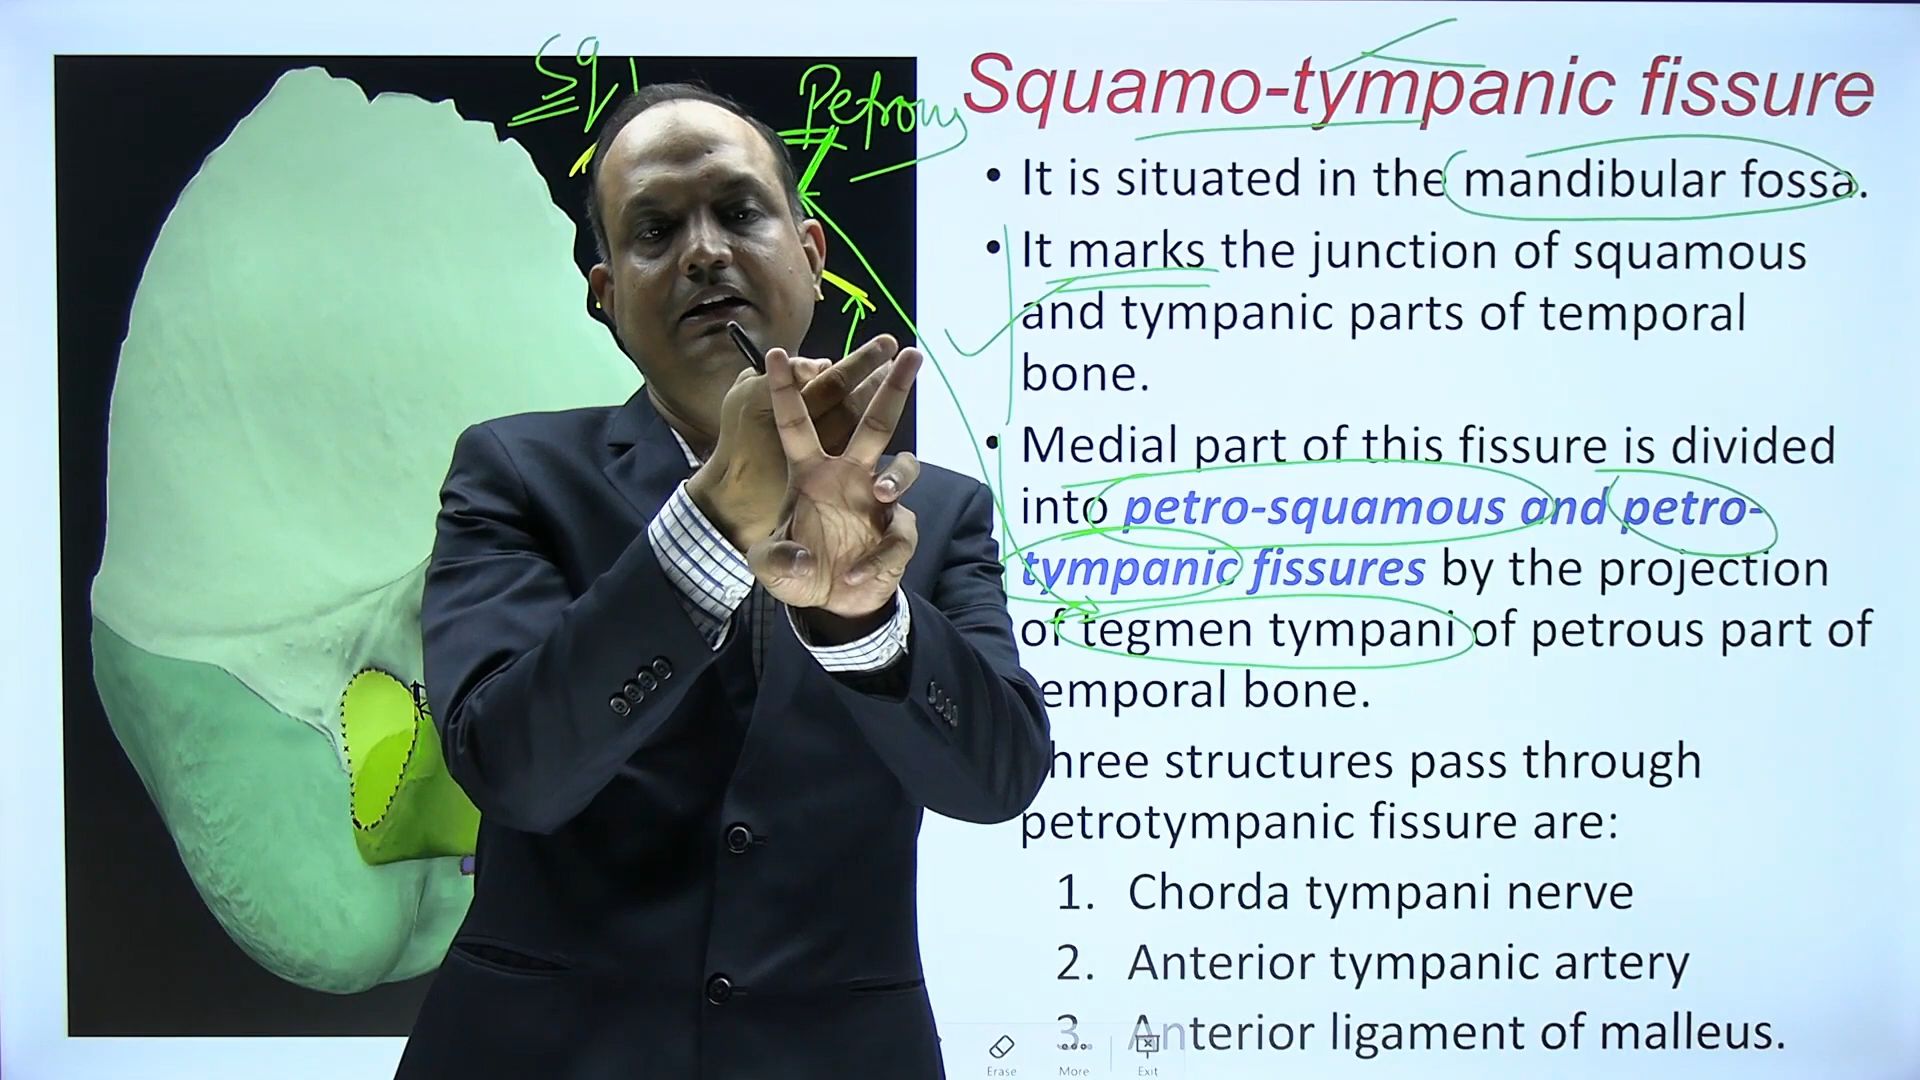 Sq
Petrous
Squamo-tympanic fissure
• It is situated in the mandibular fossa.
• It marks the junction of squamous
and tympanic parts of temporal
bone.
• Medial part of this fissure is divided
into petro-squamous and petro-
tympanic fissures by the projection
of tegmen tympani of petrous part of
emporal bone.
hree structures pass through
petrotympanic fissure are:
1. Chorda tympani nerve
2. Anterior tympanic artery
3. Anterior ligament of malleus.
Erase More Exit